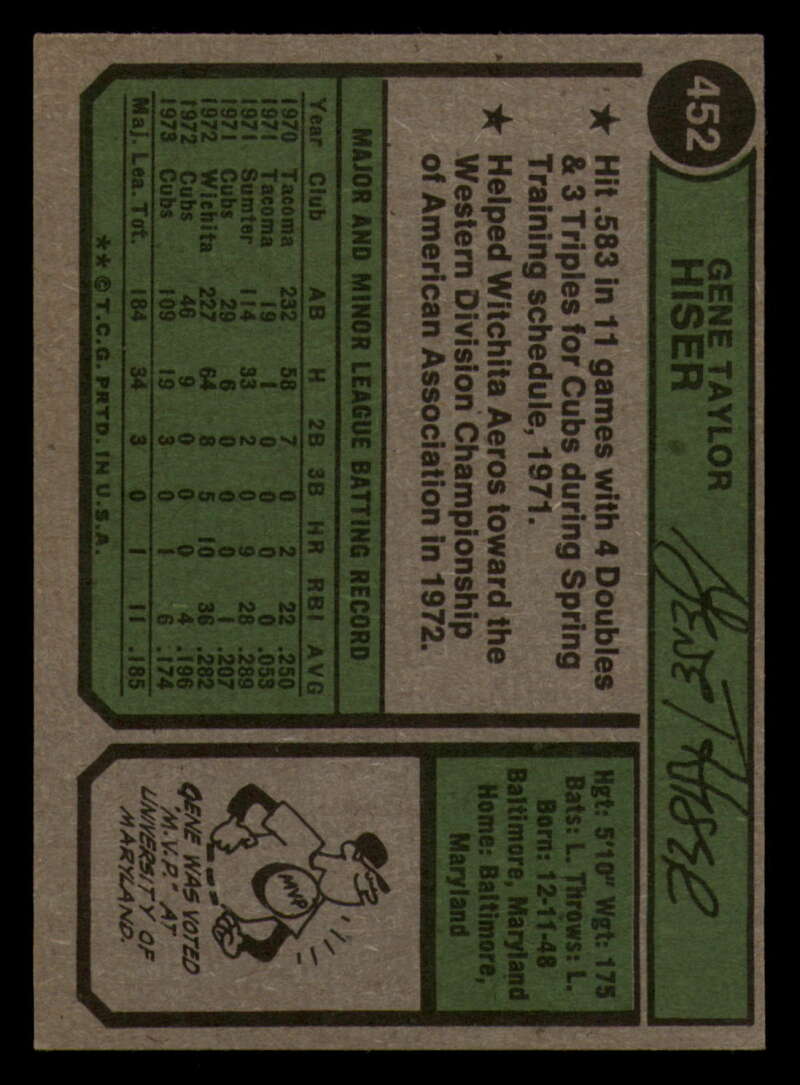 452
GENE TAYLOR
HISER
Gene T. Hiser
★ Hit .583 in 11 games with 4 Doubles
& 3 Triples for Cubs during Spring
Training schedule, 1971.
★ Helped Witchita Aeros toward the
Western Division Championship
of American Association in 1972.
MAJOR AND MINOR LEAGUE BATTING RECORD
Year Club AB H 2B 3B HR RBI AVG
1970 Tacoma 232 58 7 0 2 22 .250
1971 Tacoma 19 1 0 0 0 0 .053
1971 Sumter 114 33 2 0 9 28 .289
1971 Cubs 29 6 0 0 0 1 .207
1972 Wichita 227 64 8 5 10 36 .282
1972 Cubs 46 9 0 0 0 4 .196
1973 Cubs 109 19 3 0 1 6 .174
Maj. Lea. Tot. 184 34 3 0 1 11 .185
**© T.C.G. PRTD. IN U.S.A.
Hgt: 5'10" Wgt: 175
Bats: L. Throws: L.
Born: 12-11-48
Baltimore, Maryland
Home: Baltimore,
Maryland
MVP
GENE WAS VOTED
"M.V.P." AT
UNIVERSITY OF
MARYLAND.